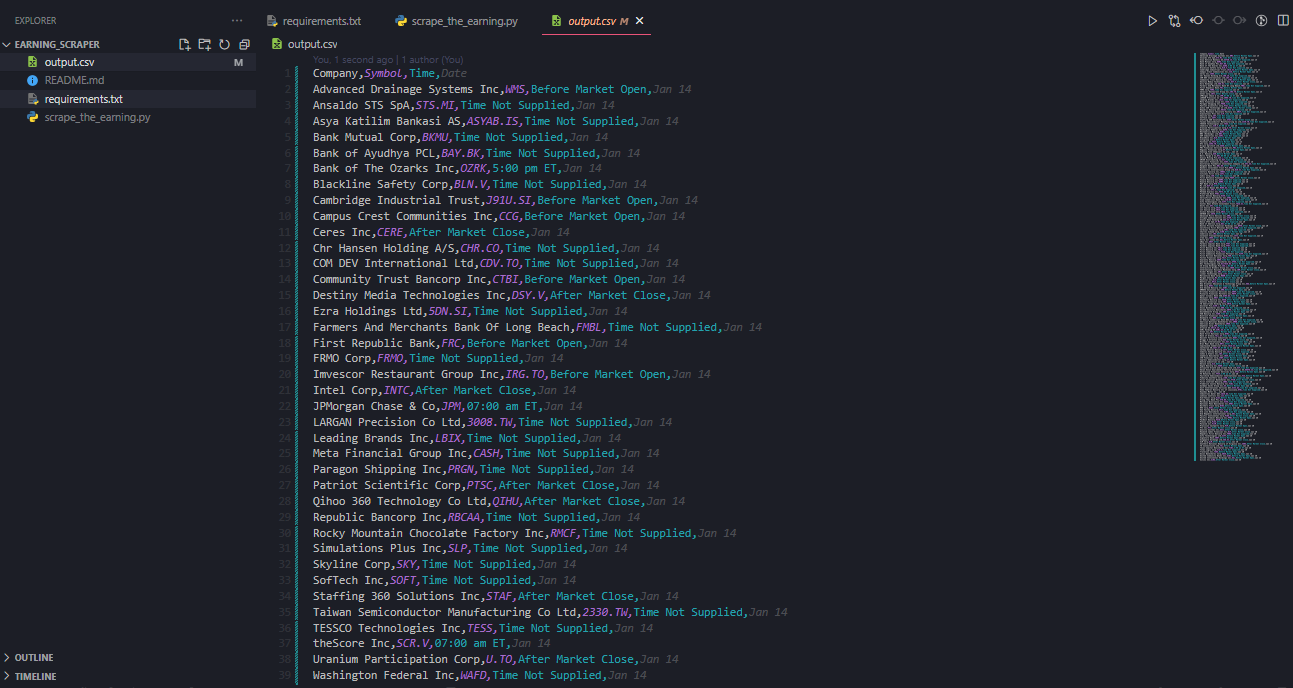 EXPLORER
···
requirements.txt
scrape_the_earning.py
output.csv M
EARNING_SCRAPER
output.csv M
README.md
requirements.txt
scrape_the_earning.py
OUTLINE
TIMELINE
output.csv
You, 1 second ago | 1 author (You)
1 Company,Symbol,Time,Date
2 Advanced Drainage Systems Inc,WMS,Before Market Open,Jan 14
3 Ansaldo STS SpA,STS.MI,Time Not Supplied,Jan 14
4 Asya Katilim Bankasi AS,ASYAB.IS,Time Not Supplied,Jan 14
5 Bank Mutual Corp,BKMU,Time Not Supplied,Jan 14
6 Bank of Ayudhya PCL,BAY.BK,Time Not Supplied,Jan 14
7 Bank of The Ozarks Inc,OZRK,5:00 pm ET,Jan 14
8 Blackline Safety Corp,BLN.V,Time Not Supplied,Jan 14
9 Cambridge Industrial Trust,J91U.SI,Before Market Open,Jan 14
10 Campus Crest Communities Inc,CCG,Before Market Open,Jan 14
11 Ceres Inc,CERE,After Market Close,Jan 14
12 Chr Hansen Holding A/S,CHR.CO,Time Not Supplied,Jan 14
13 COM DEV International Ltd,CDV.TO,Time Not Supplied,Jan 14
14 Community Trust Bancorp Inc,CTBI,Before Market Open,Jan 14
15 Destiny Media Technologies Inc,DSY.V,After Market Close,Jan 14
16 Ezra Holdings Ltd,5DN.SI,Time Not Supplied,Jan 14
17 Farmers And Merchants Bank Of Long Beach,FMBL,Time Not Supplied,Jan 14
18 First Republic Bank,FRC,Before Market Open,Jan 14
19 FRMO Corp,FRMO,Time Not Supplied,Jan 14
20 Imvescor Restaurant Group Inc,IRG.TO,Before Market Open,Jan 14
21 Intel Corp,INTC,After Market Close,Jan 14
22 JPMorgan Chase & Co,JPM,07:00 am ET,Jan 14
23 LARGAN Precision Co Ltd,3008.TW,Time Not Supplied,Jan 14
24 Leading Brands Inc,LBIX,Time Not Supplied,Jan 14
25 Meta Financial Group Inc,CASH,Time Not Supplied,Jan 14
26 Paragon Shipping Inc,PRGN,Time Not Supplied,Jan 14
27 Patriot Scientific Corp,PTSC,After Market Close,Jan 14
28 Qihoo 360 Technology Co Ltd,QIHU,After Market Close,Jan 14
29 Republic Bancorp Inc,RBCAA,Time Not Supplied,Jan 14
30 Rocky Mountain Chocolate Factory Inc,RMCF,Time Not Supplied,Jan 14
31 Simulations Plus Inc,SLP,Time Not Supplied,Jan 14
32 Skyline Corp,SKY,Time Not Supplied,Jan 14
33 SofTech Inc,SOFT,Time Not Supplied,Jan 14
34 Staffing 360 Solutions Inc,STAF,After Market Close,Jan 14
35 Taiwan Semiconductor Manufacturing Co Ltd,2330.TW,Time Not Supplied,Jan 14
36 TESSCO Technologies Inc,TESS,Time Not Supplied,Jan 14
37 theScore Inc,SCR.V,07:00 am ET,Jan 14
38 Uranium Participation Corp,U.TO,After Market Close,Jan 14
39 Washington Federal Inc,WAFD,Time Not Supplied,Jan 14